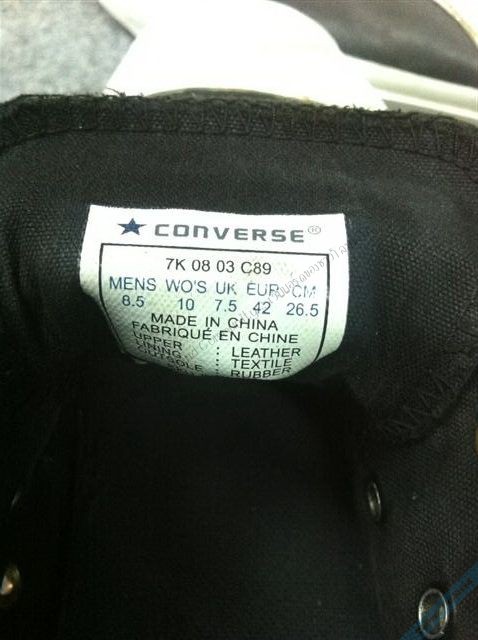 CONVERSE®
7K 08 03 C89
MENS WO'S UK EUR CM
8.5 10 7.5 42 26.5
MADE IN CHINA
FABRIQUÉ EN CHINE
UPPER : LEATHER
LINING : TEXTILE
OUTSOLE : RUBBER